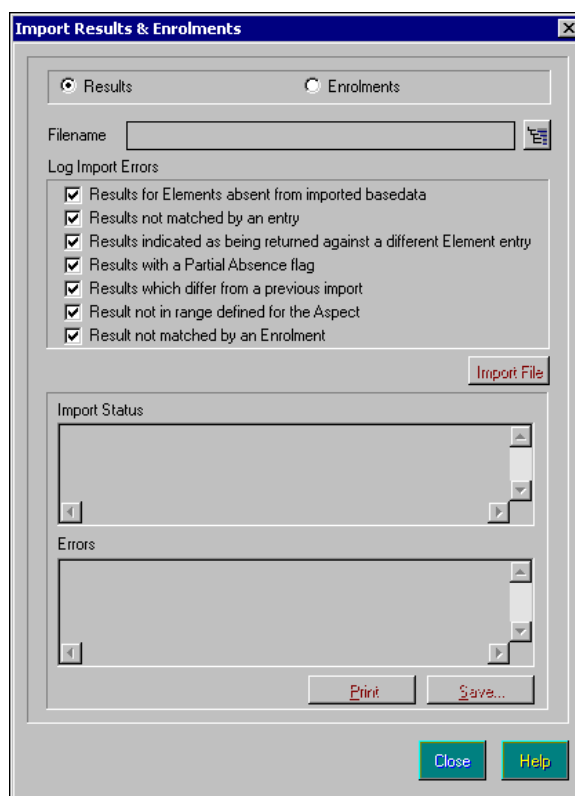 Import Results & Enrolments
Results
Enrolments
Filename
Log Import Errors
Results for Elements absent from imported basedata
Results not matched by an entry
Results indicated as being returned against a different Element entry
Results with a Partial Absence flag
Results which differ from a previous import
Result not in range defined for the Aspect
Result not matched by an Enrolment
Import File
Import Status
Errors
Print
Save...
Close
Help